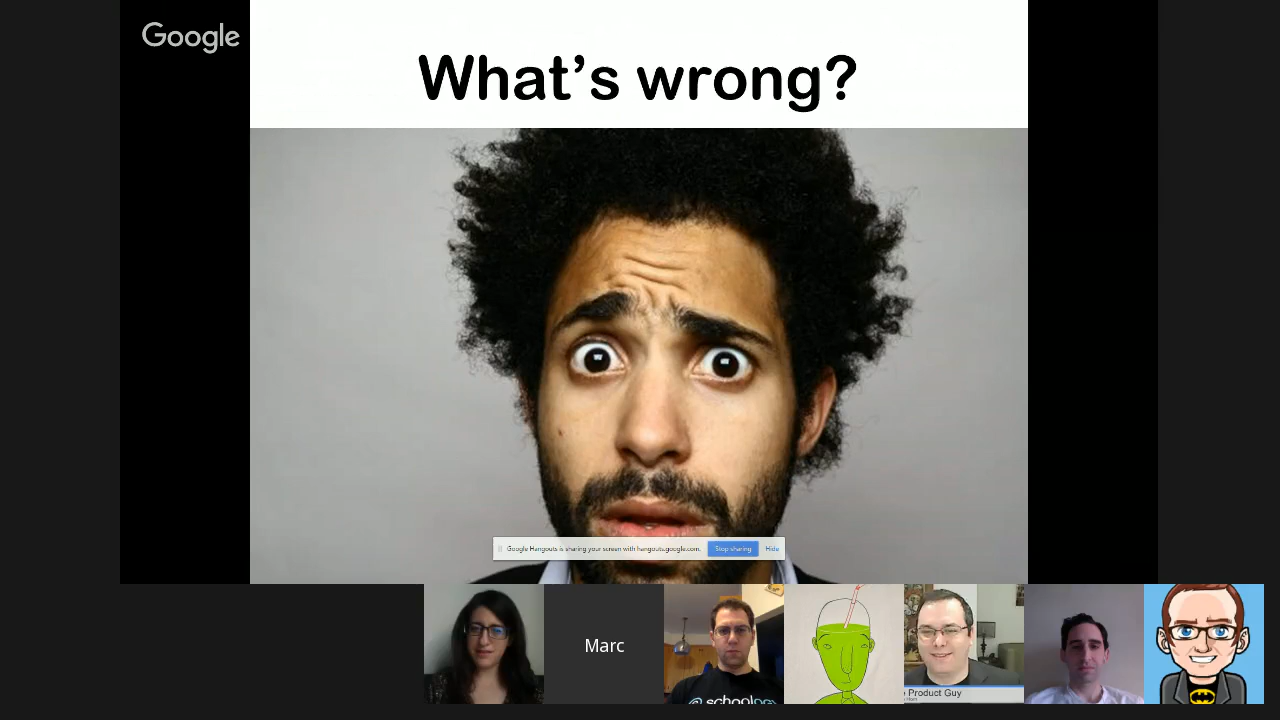 Google
What's wrong?
Google Hangouts is sharing your screen with hangouts.google.com.
Stop sharing
Hide
Marc
schoology
Product Guy